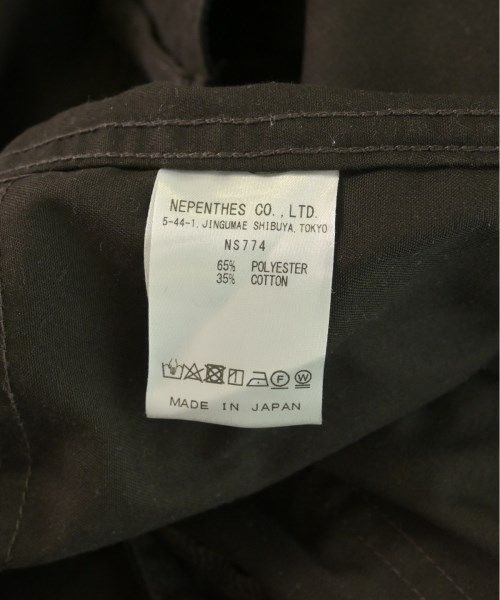 NEPENTHES CO.,LTD.
5-44-1, JINGUMAE SHIBUYA, TOKYO
NS774
65% POLYESTER
35% COTTON
F W
MADE IN JAPAN